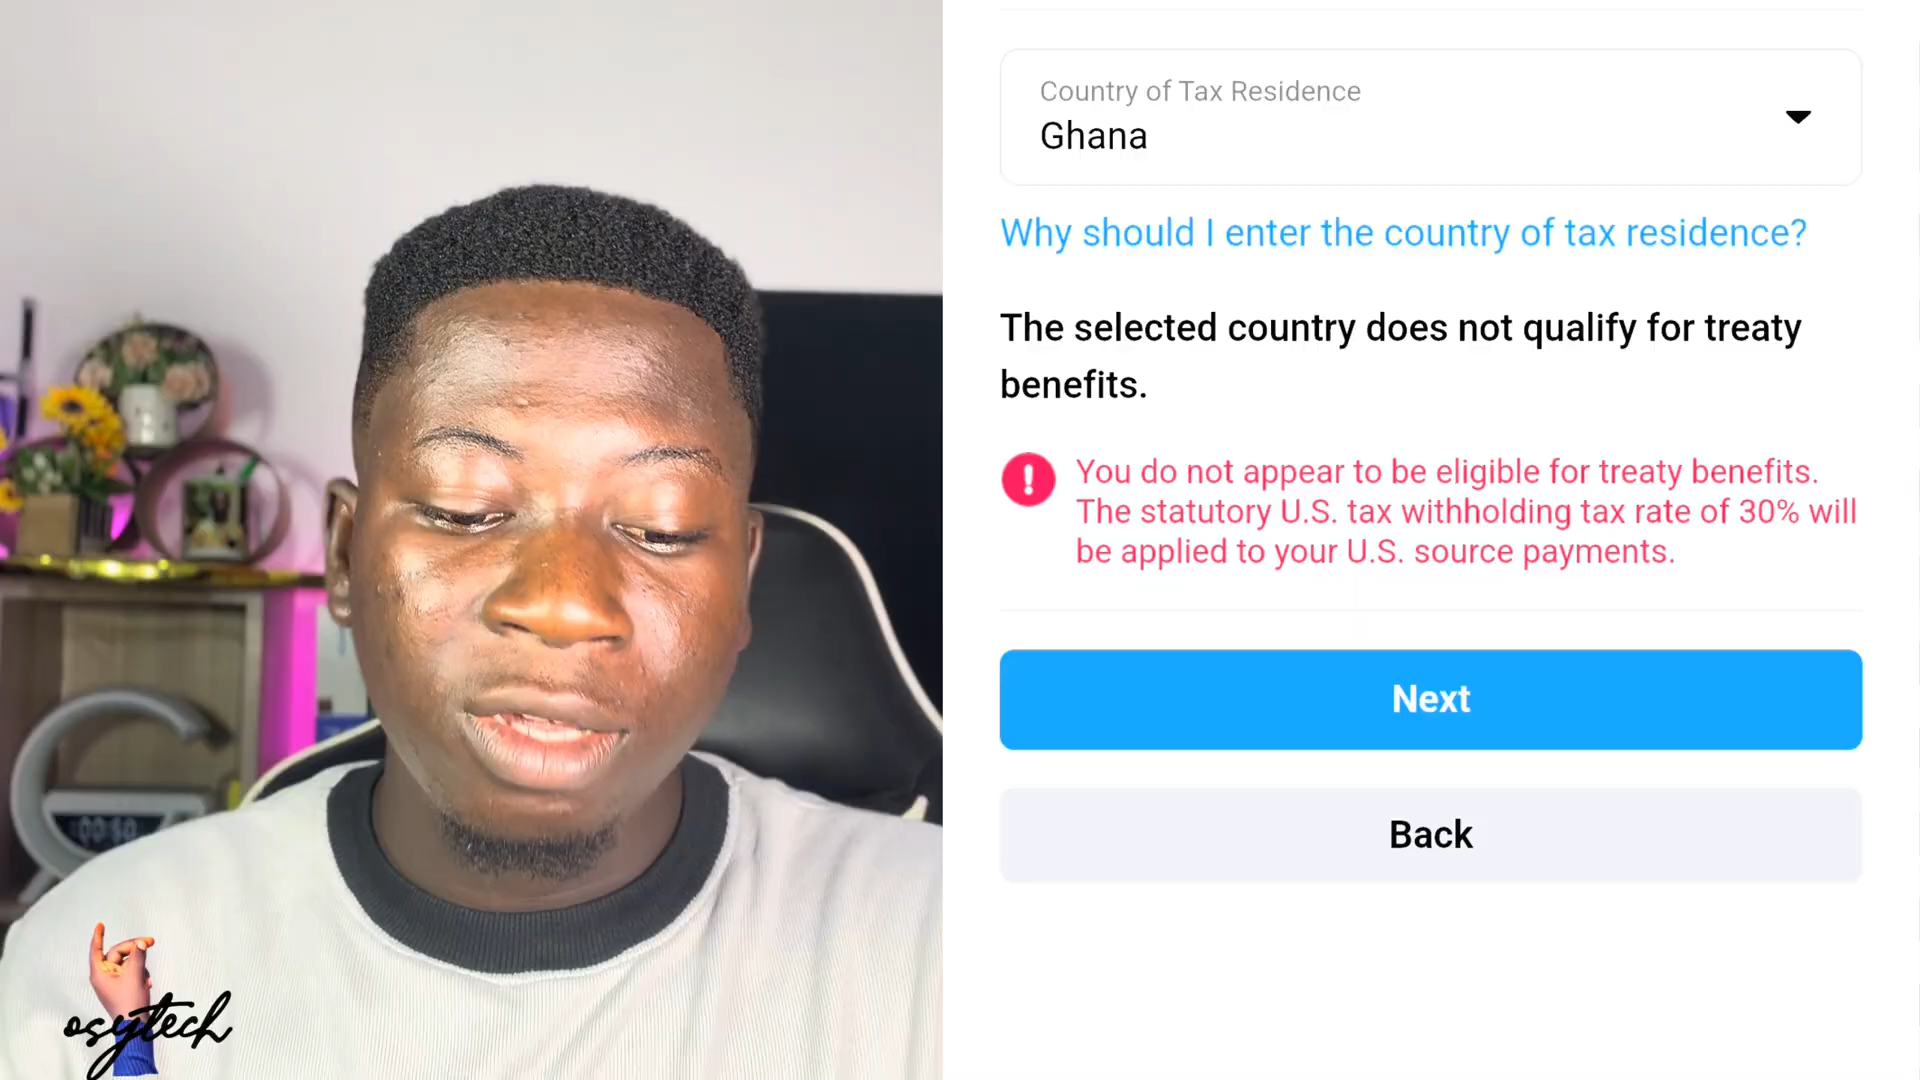 Country of Tax Residence
Ghana
Why should I enter the country of tax residence?
The selected country does not qualify for treaty
benefits.
You do not appear to be eligible for treaty benefits.
The statutory U.S. tax withholding tax rate of 30% will
be applied to your U.S. source payments.
Next
Back
00:50
osytech